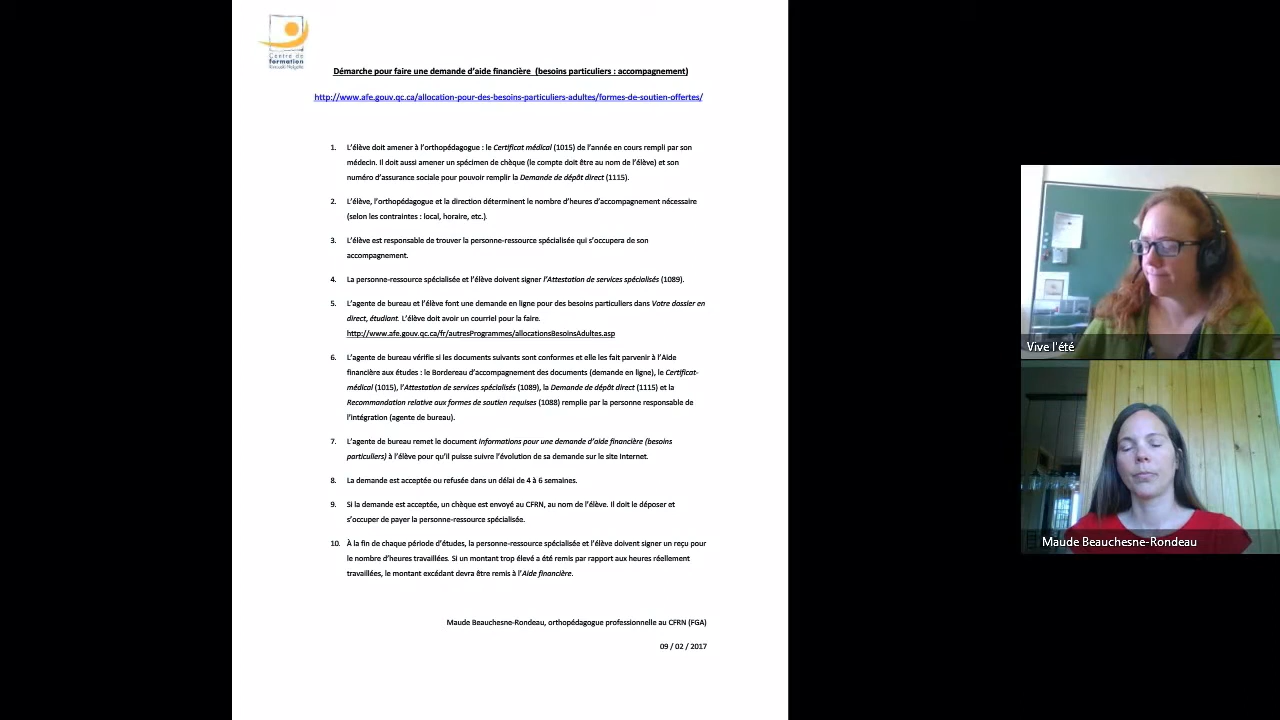 Centre de
formation
Démarche pour faire une demande d'aide financière (besoins particuliers : accompagnement)
http://www.afe.gouv.qc.ca/allocation-pour-des-besoins-particuliers-adultes/formes-de-soutien-offertes/
1. L'élève doit amener à l'orthopédagogue : le Certificat médical (1015) de l'année en cours rempli par son
médecin. Il doit aussi amener un spécimen de chèque (le compte doit être au nom de l'élève) et son
numéro d'assurance sociale pour pouvoir remplir la Demande de dépôt direct (1115).
2. L'élève, l'orthopédagogue et la direction déterminent le nombre d'heures d'accompagnement nécessaire
(selon les contraintes : local, horaire, etc.).
3. L'élève est responsable de trouver la personne-ressource spécialisée qui s'occupera de son
accompagnement.
4. La personne-ressource spécialisée et l'élève doivent signer l'Attestation de services spécialisés (1089).
5. L'agente de bureau et l'élève font une demande en ligne pour des besoins particuliers dans Votre dossier en
direct, étudiant. L'élève doit avoir un courriel pour la faire.
http://www.afe.gouv.qc.ca/fr/autresProgrammes/allocationsBesoinsAdultes.asp
6. L'agente de bureau vérifie si les documents suivants sont conformes et elle les fait parvenir à l'Aide
financière aux études : le Bordereau d'accompagnement des documents (demande en ligne), le Certificat-
médical (1015), l'Attestation de services spécialisés (1089), la Demande de dépôt direct (1115) et la
Recommandation relative aux formes de soutien requises (1088) remplie par la personne responsable de
l'intégration (agente de bureau).
7. L'agente de bureau remet le document Informations pour une demande d'aide financière (besoins
particuliers) à l'élève pour qu'il puisse suivre l'évolution de sa demande sur le site Internet.
8. La demande est acceptée ou refusée dans un délai de 4 à 6 semaines.
9. Si la demande est acceptée, un chèque est envoyé au CFRN, au nom de l'élève. Il doit le déposer et
s'occuper de payer la personne-ressource spécialisée.
10. À la fin de chaque période d'études, la personne-ressource spécialisée et l'élève doivent signer un reçu pour
le nombre d'heures travaillées. Si un montant trop élevé a été remis par rapport aux heures réellement
travaillées, le montant excédant devra être remis à l'Aide financière.
Maude Beauchesne-Rondeau, orthopédagogue professionnelle au CFRN (FGA)
09 / 02 / 2017
Vive l'été
Maude Beauchesne-Rondeau